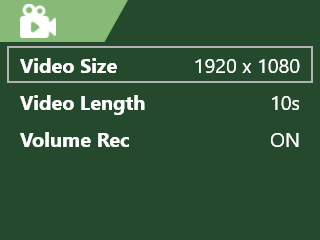 Video Size 1920 x 1080
Video Length 10s
Volume Rec ON